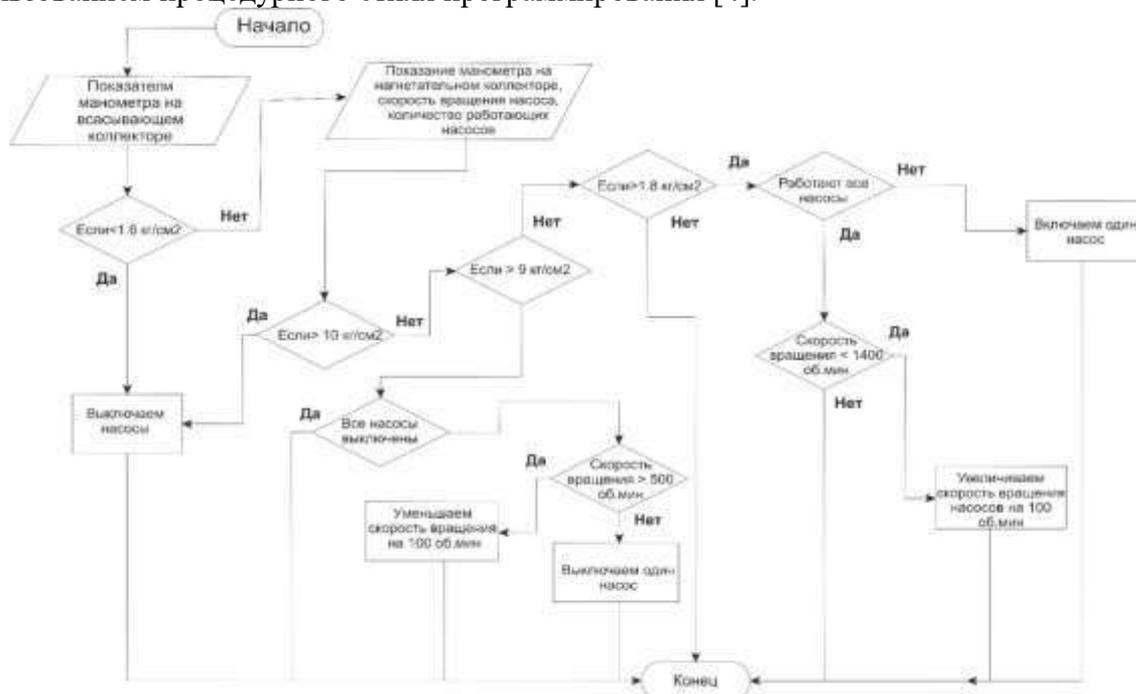 программирования [4].
Начало
Показатели
манометра на
всасывающем
коллекторе
Показание манометра на
нагнетательном коллекторе,
скорость вращения насоса,
количество работающих
насосов
Если<1.6 кг/см2
Нет
Да
Если>1.8 кг/см2
Да
Нет
Работают все
насосы
Нет
Да
Включаем один
насос
Если > 9 кг/см2
Нет
Если> 10 кг/см2
Да
Нет
Скорость
вращения < 1400
об.мин
Да
Нет
Выключаем
насосы
Все насосы
выключены
Да
Скорость
вращения > 500
об.мин
Да
Нет
Уменьшаем
скорость вращения
на 100 об.мин
Выключаем один
насос
Увеличиваем
скорость вращения
насосов на 100
об.мин
Конец